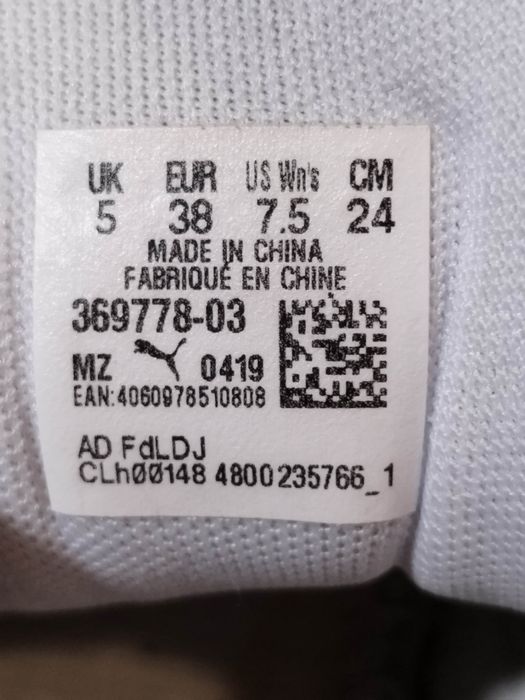 UK EUR US Wn's CM
5 38 7.5 24
MADE IN CHINA
FABRIQUÉ EN CHINE
369778-03
MZ 0419
EAN:4060978510808
AD FdLDJ
CLh00148 4800235766_1